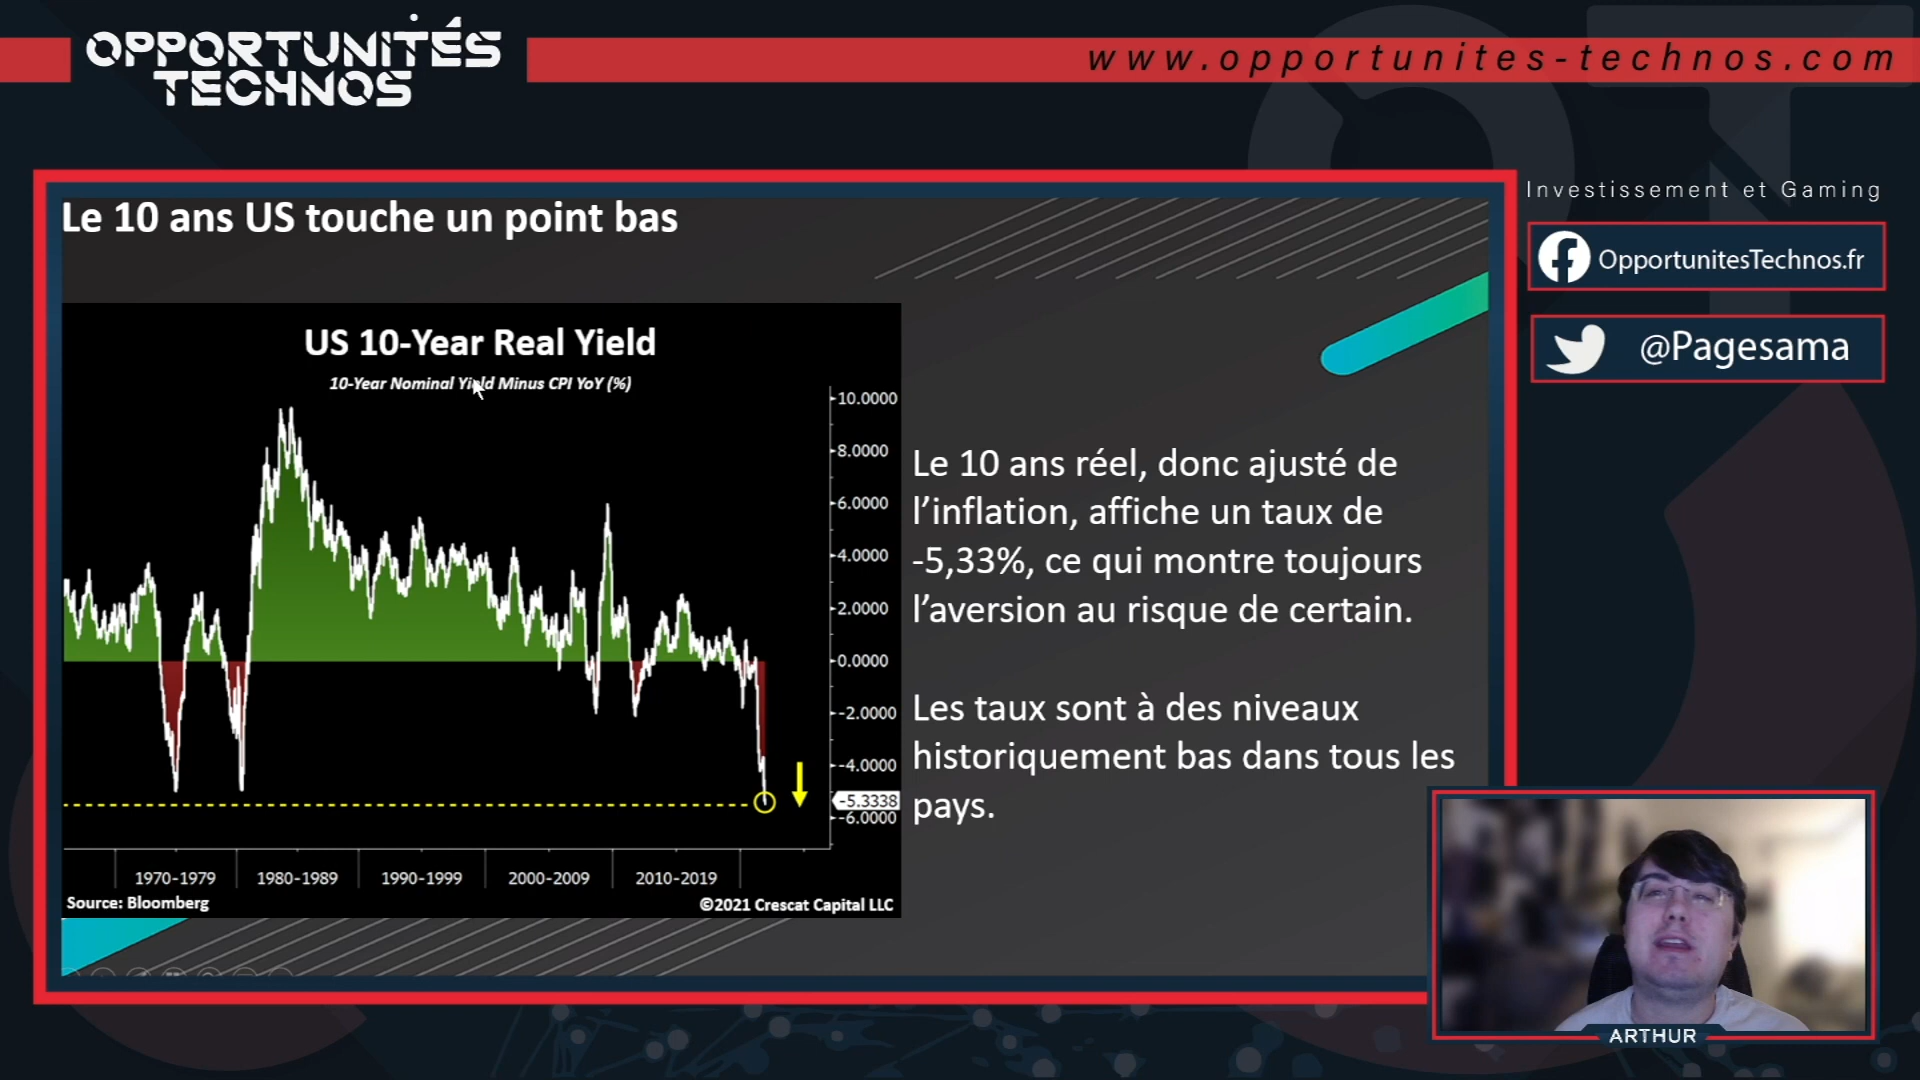 OPPORTUNITÉS
TECHNOS
www.opportunites-technos.com
Investissement et Gaming
OpportunitesTechnos.fr
@Pagesama
Le 10 ans US touche un point bas
US 10-Year Real Yield
10-Year Nominal Yield Minus CPI YoY (%)
10.0000
8.0000
6.0000
4.0000
2.0000
0.0000
-2.0000
-4.0000
-5.3338
-6.0000
1970-1979
1980-1989
1990-1999
2000-2009
2010-2019
Source: Bloomberg
©2021 Crescat Capital LLC
Le 10 ans réel, donc ajusté de
l’inflation, affiche un taux de
-5,33%, ce qui montre toujours
l’aversion au risque de certain.
Les taux sont à des niveaux
historiquement bas dans tous les
pays.
ARTHUR